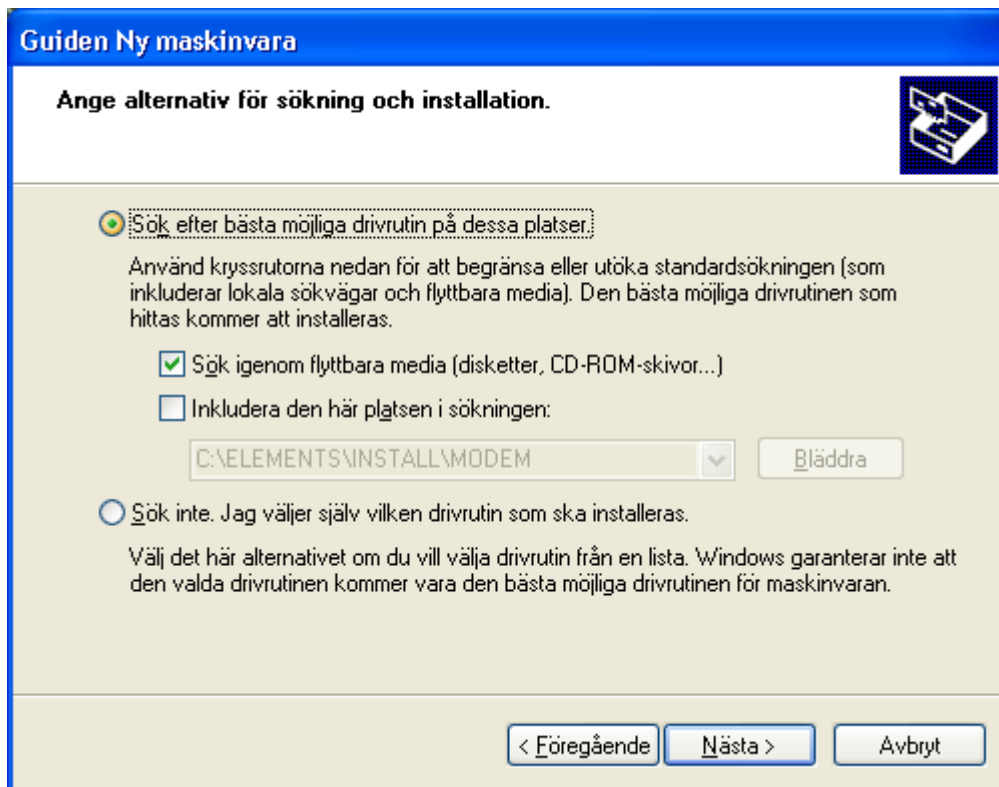 Guiden Ny maskinvara
Ange alternativ för sökning och installation.
Sök efter bästa möjliga drivrutin på dessa platser.
Använd kryssrutorna nedan för att begränsa eller utöka standardsökningen (som
inkluderar lokala sökvägar och flyttbara media). Den bästa möjliga drivrutinen som
hittas kommer att installeras.
Sök igenom flyttbara media (disketter, CD-ROM-skivor...)
Inkludera den här platsen i sökningen:
C:\ELEMENTS\INSTALL\MODEM
Bläddra
Sök inte. Jag väljer själv vilken drivrutin som ska installeras.
Välj det här alternativet om du vill välja drivrutin från en lista. Windows garanterar inte att
den valda drivrutinen kommer vara den bästa möjliga drivrutinen för maskinvaran.
< Föregående
Nästa >
Avbryt